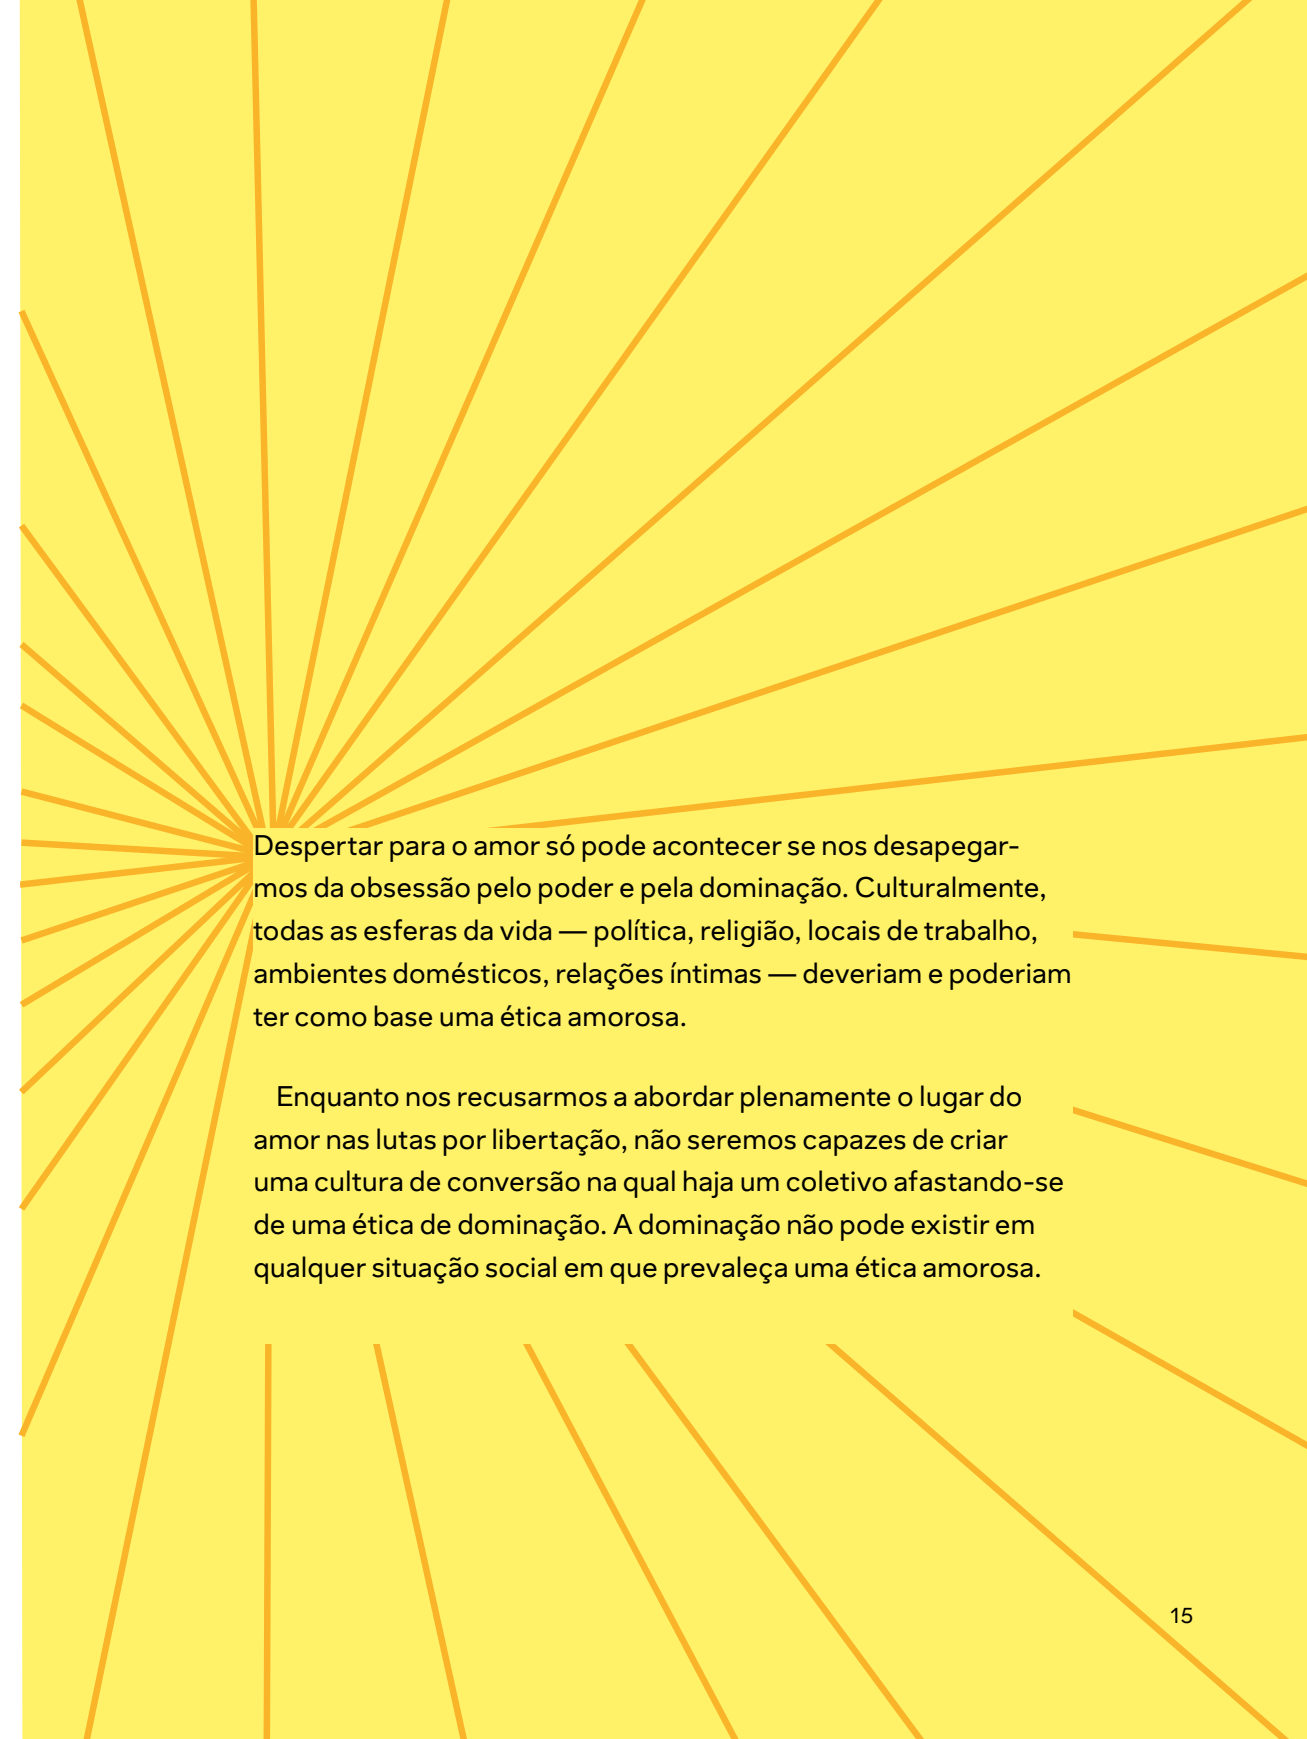 Despertar para o amor só pode acontecer se nos desapegar-
mos da obsessão pelo poder e pela dominação. Culturalmente,
todas as esferas da vida — política, religião, locais de trabalho,
ambientes domésticos, relações íntimas — deveriam e poderiam
ter como base uma ética amorosa.
Enquanto nos recusarmos a abordar plenamente o lugar do
amor nas lutas por libertação, não seremos capazes de criar
uma cultura de conversão na qual haja um coletivo afastando-se
de uma ética de dominação. A dominação não pode existir em
qualquer situação social em que prevaleça uma ética amorosa.
15